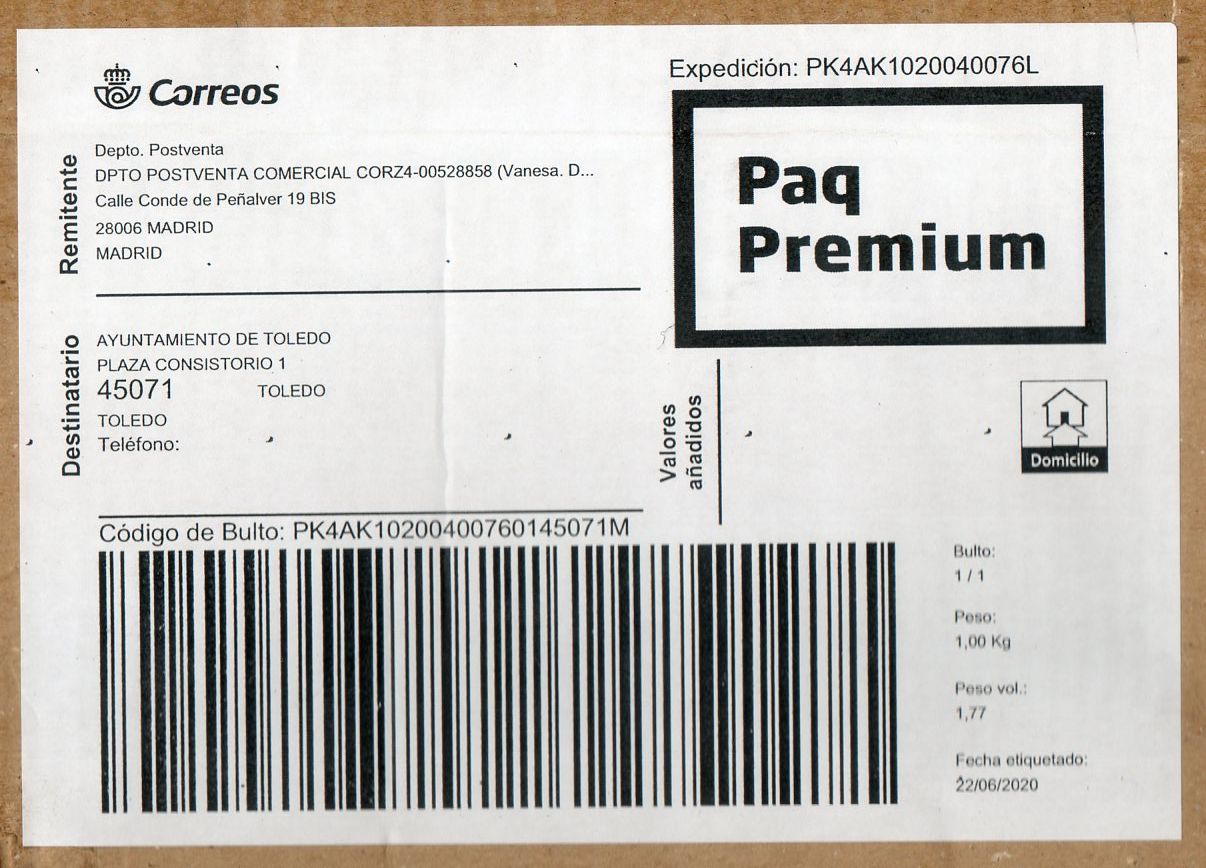 Correos
Expedición: PK4AK1020040076L
Paq
Premium
Remitente
Depto. Postventa
DPTO POSTVENTA COMERCIAL CORZ4-00528858 (Vanesa. D...
Calle Conde de Peñalver 19 BIS
28006 MADRID
MADRID
Destinatario
AYUNTAMIENTO DE TOLEDO
PLAZA CONSISTORIO 1
45071 TOLEDO
TOLEDO
Teléfono:
Valores
añadidos
Domicilio
Código de Bulto: PK4AK10200400760145071M
Bulto:
1 / 1
Peso:
1,00 Kg
Peso vol.:
1,77
Fecha etiquetado:
22/06/2020